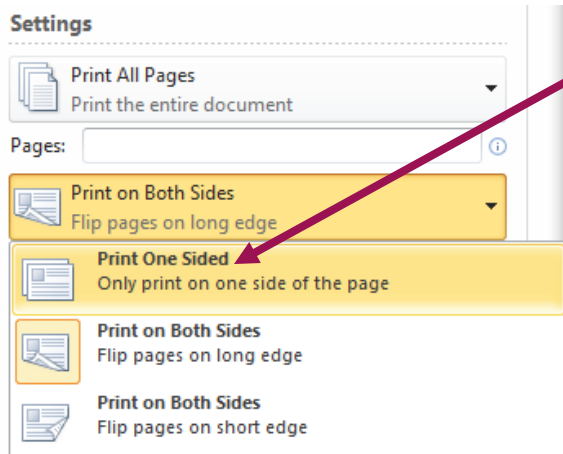 Settings
Print All Pages
Print the entire document
Pages:
Print on Both Sides
Flip pages on long edge
Print One Sided
Only print on one side of the page
Print on Both Sides
Flip pages on long edge
Print on Both Sides
Flip pages on short edge